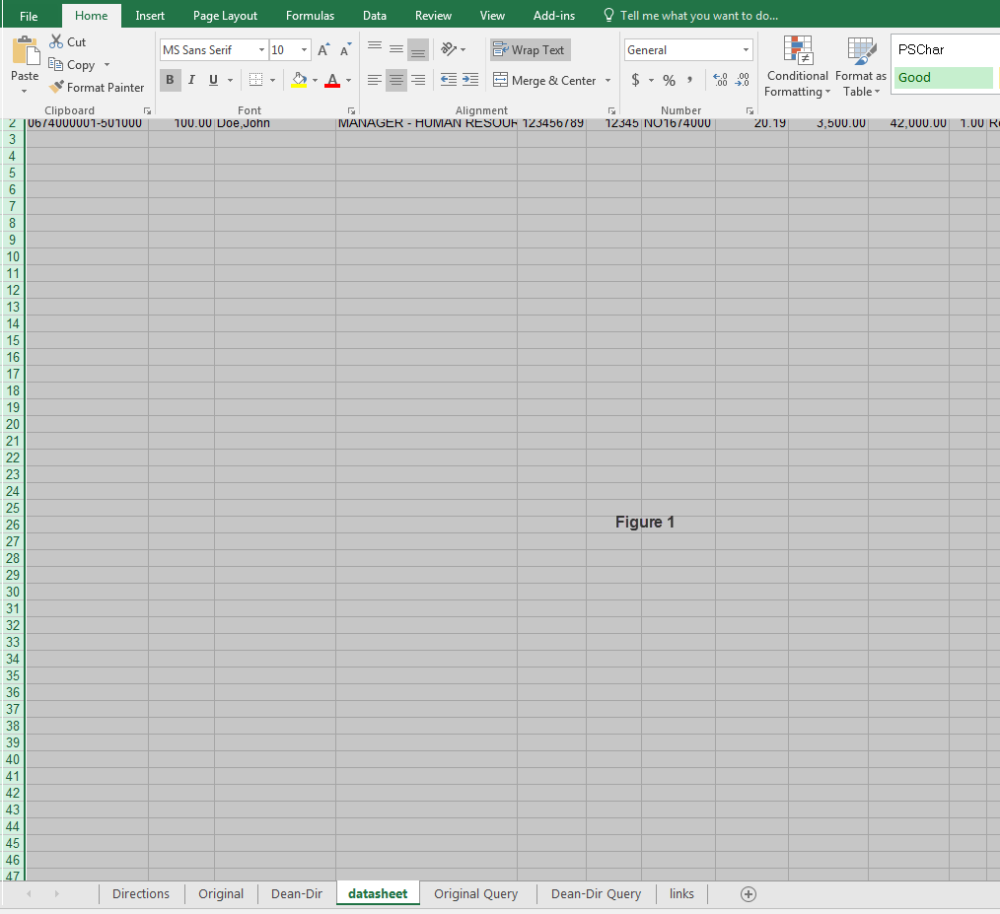 File Home Insert Page Layout Formulas Data Review View Add-ins Tell me what you want to do...
Paste
Cut
Copy
Format Painter
Clipboard
MS Sans Serif 10 A A
B I U A
Font
Wrap Text
Merge & Center
Alignment
General
$ % , .0 .00 .00 .0
Number
Conditional Formatting
Format as Table
PSChar
Good
2 0674000001-501000 100.00 Doe,John MANAGER - HUMAN RESOUR 123456789 12345 NO1674000 20.19 3,500.00 42,000.00 1.00
3
4
5
6
7
8
9
10
11
12
13
14
15
16
17
18
19
20
21
22
23
24
25
26
27
28
29
30
31
32
33
34
35
36
37
38
39
40
41
42
43
44
45
46
47
Figure 1
Directions Original Dean-Dir datasheet Original Query Dean-Dir Query links